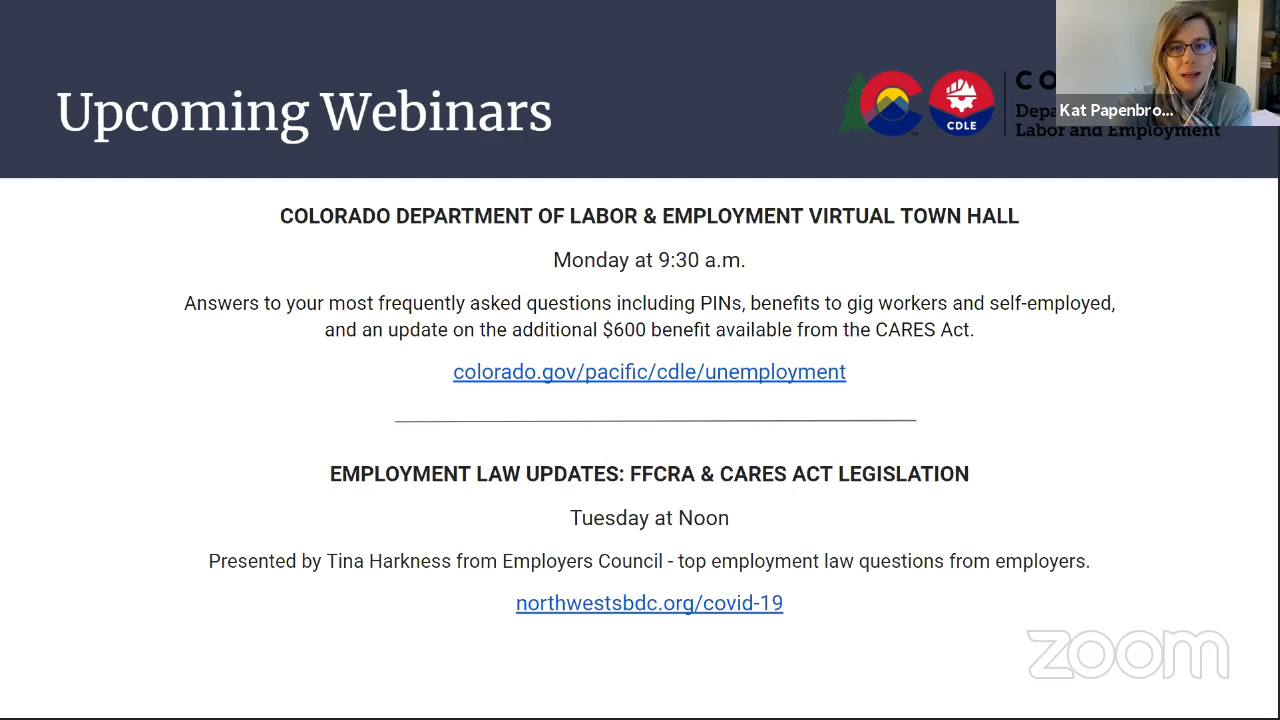 Upcoming Webinars
CDLE
CO
Kat Papenbro...
Labor and Employment
COLORADO DEPARTMENT OF LABOR & EMPLOYMENT VIRTUAL TOWN HALL
Monday at 9:30 a.m.
Answers to your most frequently asked questions including PINs, benefits to gig workers and self-employed,
and an update on the additional $600 benefit available from the CARES Act.
colorado.gov/pacific/cdle/unemployment
EMPLOYMENT LAW UPDATES: FFCRA & CARES ACT LEGISLATION
Tuesday at Noon
Presented by Tina Harkness from Employers Council - top employment law questions from employers.
northwestsbdc.org/covid-19
zoom